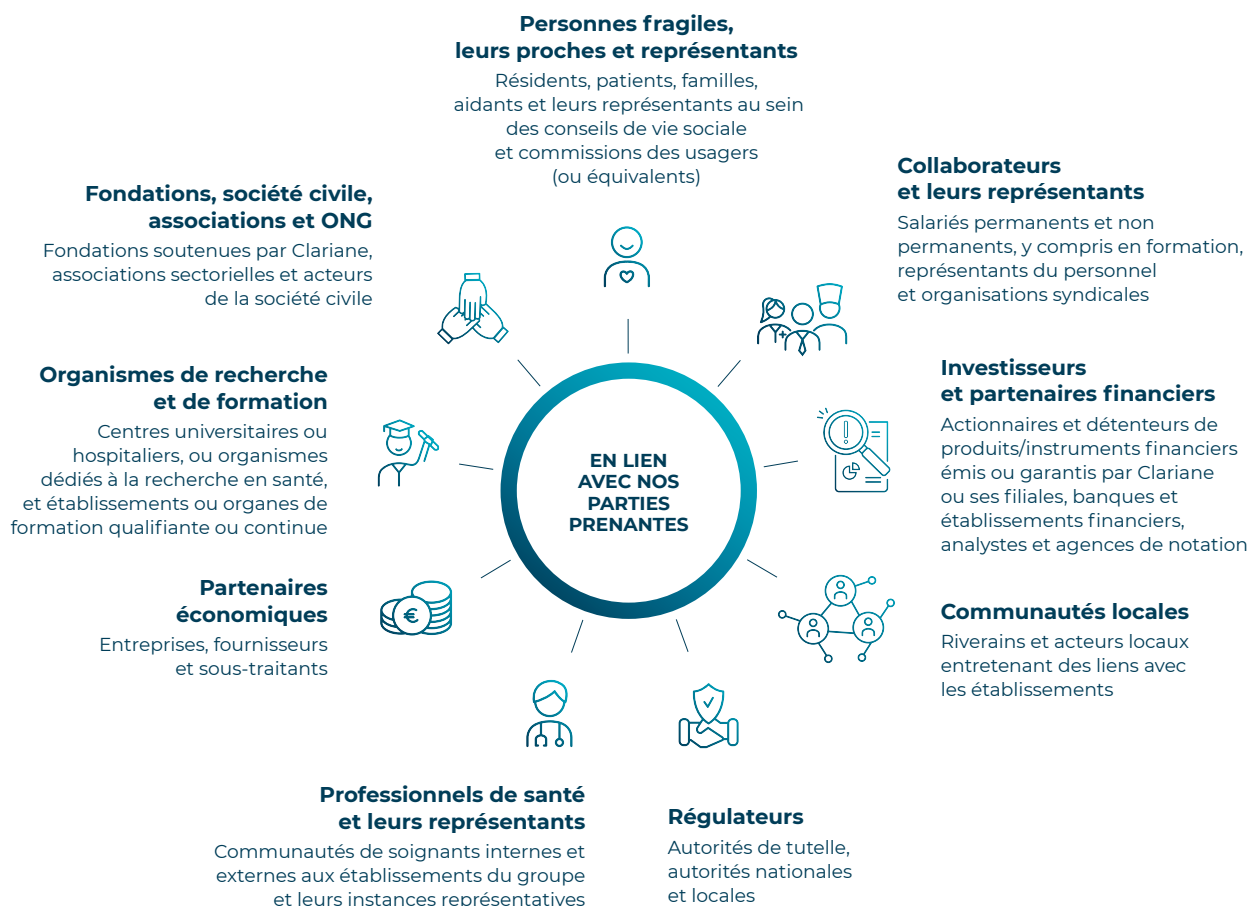 Personnes fragiles,
leurs proches et représentants
Résidents, patients, familles,
aidants et leurs représentants au sein
des conseils de vie sociale
et commissions des usagers
(ou équivalents)
Collaborateurs
et leurs représentants
Salariés permanents et non
permanents, y compris en formation,
représentants du personnel
et organisations syndicales
Investisseurs
et partenaires financiers
Actionnaires et détenteurs de
produits/instruments financiers
émis ou garantis par Clariane
ou ses filiales, banques et
établissements financiers,
analystes et agences de notation
Communautés locales
Riverains et acteurs locaux
entretenant des liens avec
les établissements
Régulateurs
Autorités de tutelle,
autorités nationales
et locales
Professionnels de santé
et leurs représentants
Communautés de soignants internes et
externes aux établissements du groupe
et leurs instances représentatives
Partenaires
économiques
Entreprises, fournisseurs
et sous-traitants
€
Organismes de recherche
et de formation
Centres universitaires ou
hospitaliers, ou organismes
dédiés à la recherche en santé,
et établissements ou organes de
formation qualifiante ou continue
Fondations, société civile,
associations et ONG
Fondations soutenues par Clariane,
associations sectorielles et acteurs
de la société civile
EN LIEN
AVEC NOS
PARTIES
PRENANTES